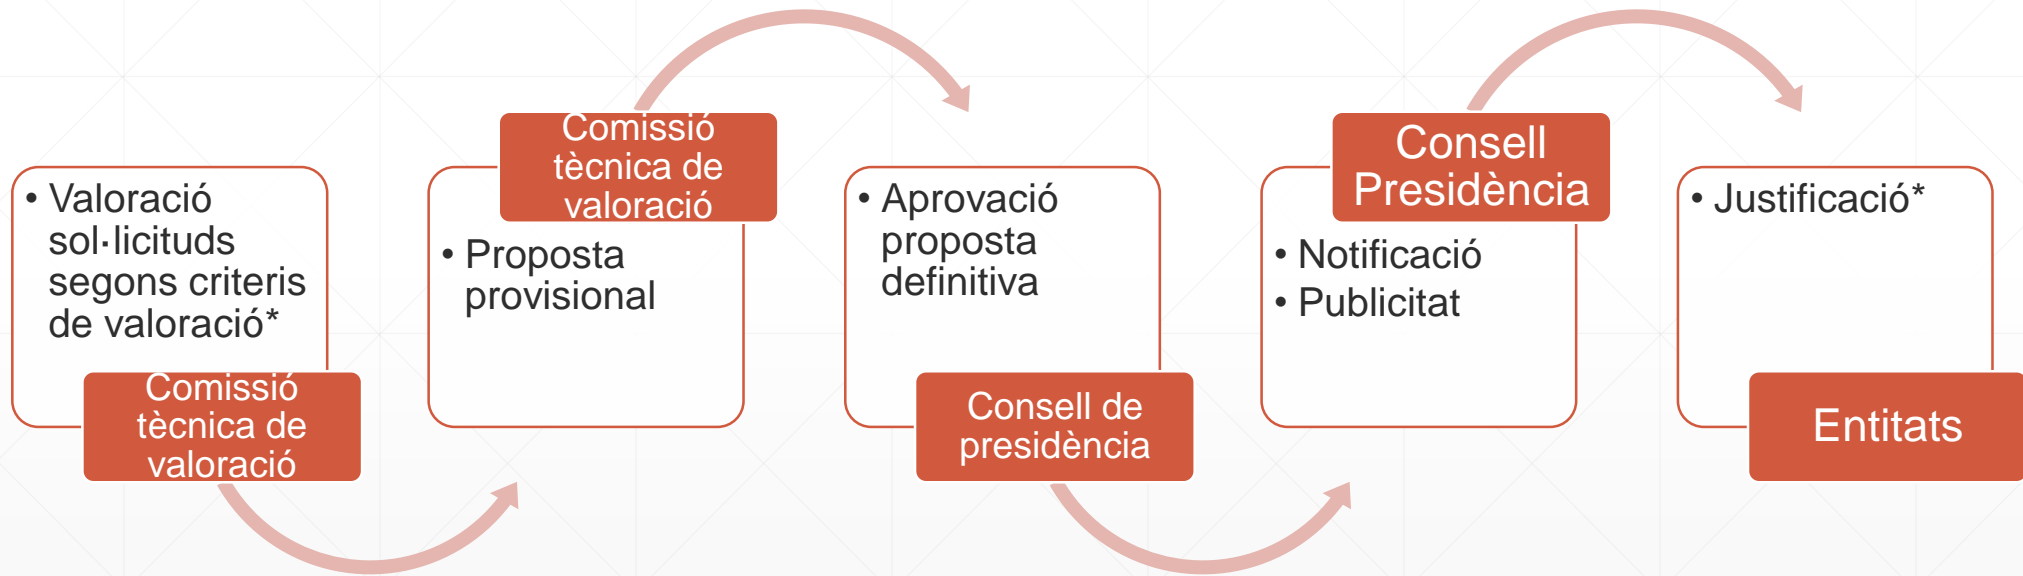 • Valoració
sol·licituds
segons criteris
de valoració*
Comissió
tècnica de
valoració
Comissió
tècnica de
valoració
• Proposta
provisional
• Aprovació
proposta
definitiva
Consell de
presidència
Consell
Presidència
• Notificació
• Publicitat
• Justificació*
Entitats